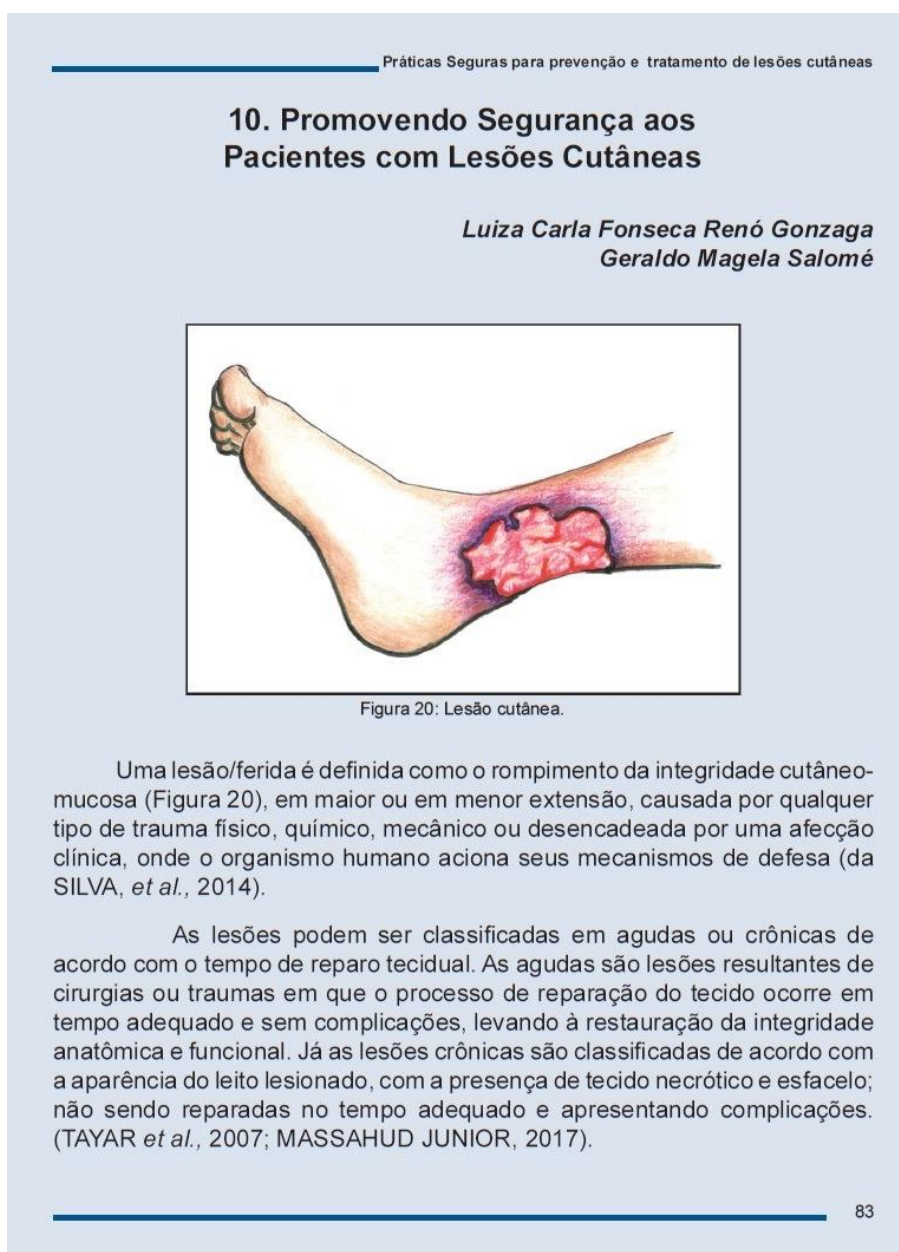 Práticas Seguras para prevenção e tratamento de lesões cutâneas
10. Promovendo Segurança aos
Pacientes com Lesões Cutâneas
Luiza Carla Fonseca Renó Gonzaga
Geraldo Magela Salomé
Figura 20: Lesão cutânea.
Uma lesão/ferida é definida como o rompimento da integridade cutâneo-
mucosa (Figura 20), em maior ou em menor extensão, causada por qualquer
tipo de trauma físico, químico, mecânico ou desencadeada por uma afecção
clínica, onde o organismo humano aciona seus mecanismos de defesa (da
SILVA, et al., 2014).
As lesões podem ser classificadas em agudas ou crônicas de
acordo com o tempo de reparo tecidual. As agudas são lesões resultantes de
cirurgias ou traumas em que o processo de reparação do tecido ocorre em
tempo adequado e sem complicações, levando à restauração da integridade
anatômica e funcional. Já as lesões crônicas são classificadas de acordo com
a aparência do leito lesionado, com a presença de tecido necrótico e esfacelo;
não sendo reparadas no tempo adequado e apresentando complicações.
(TAYAR et al., 2007; MASSAHUD JUNIOR, 2017).
83